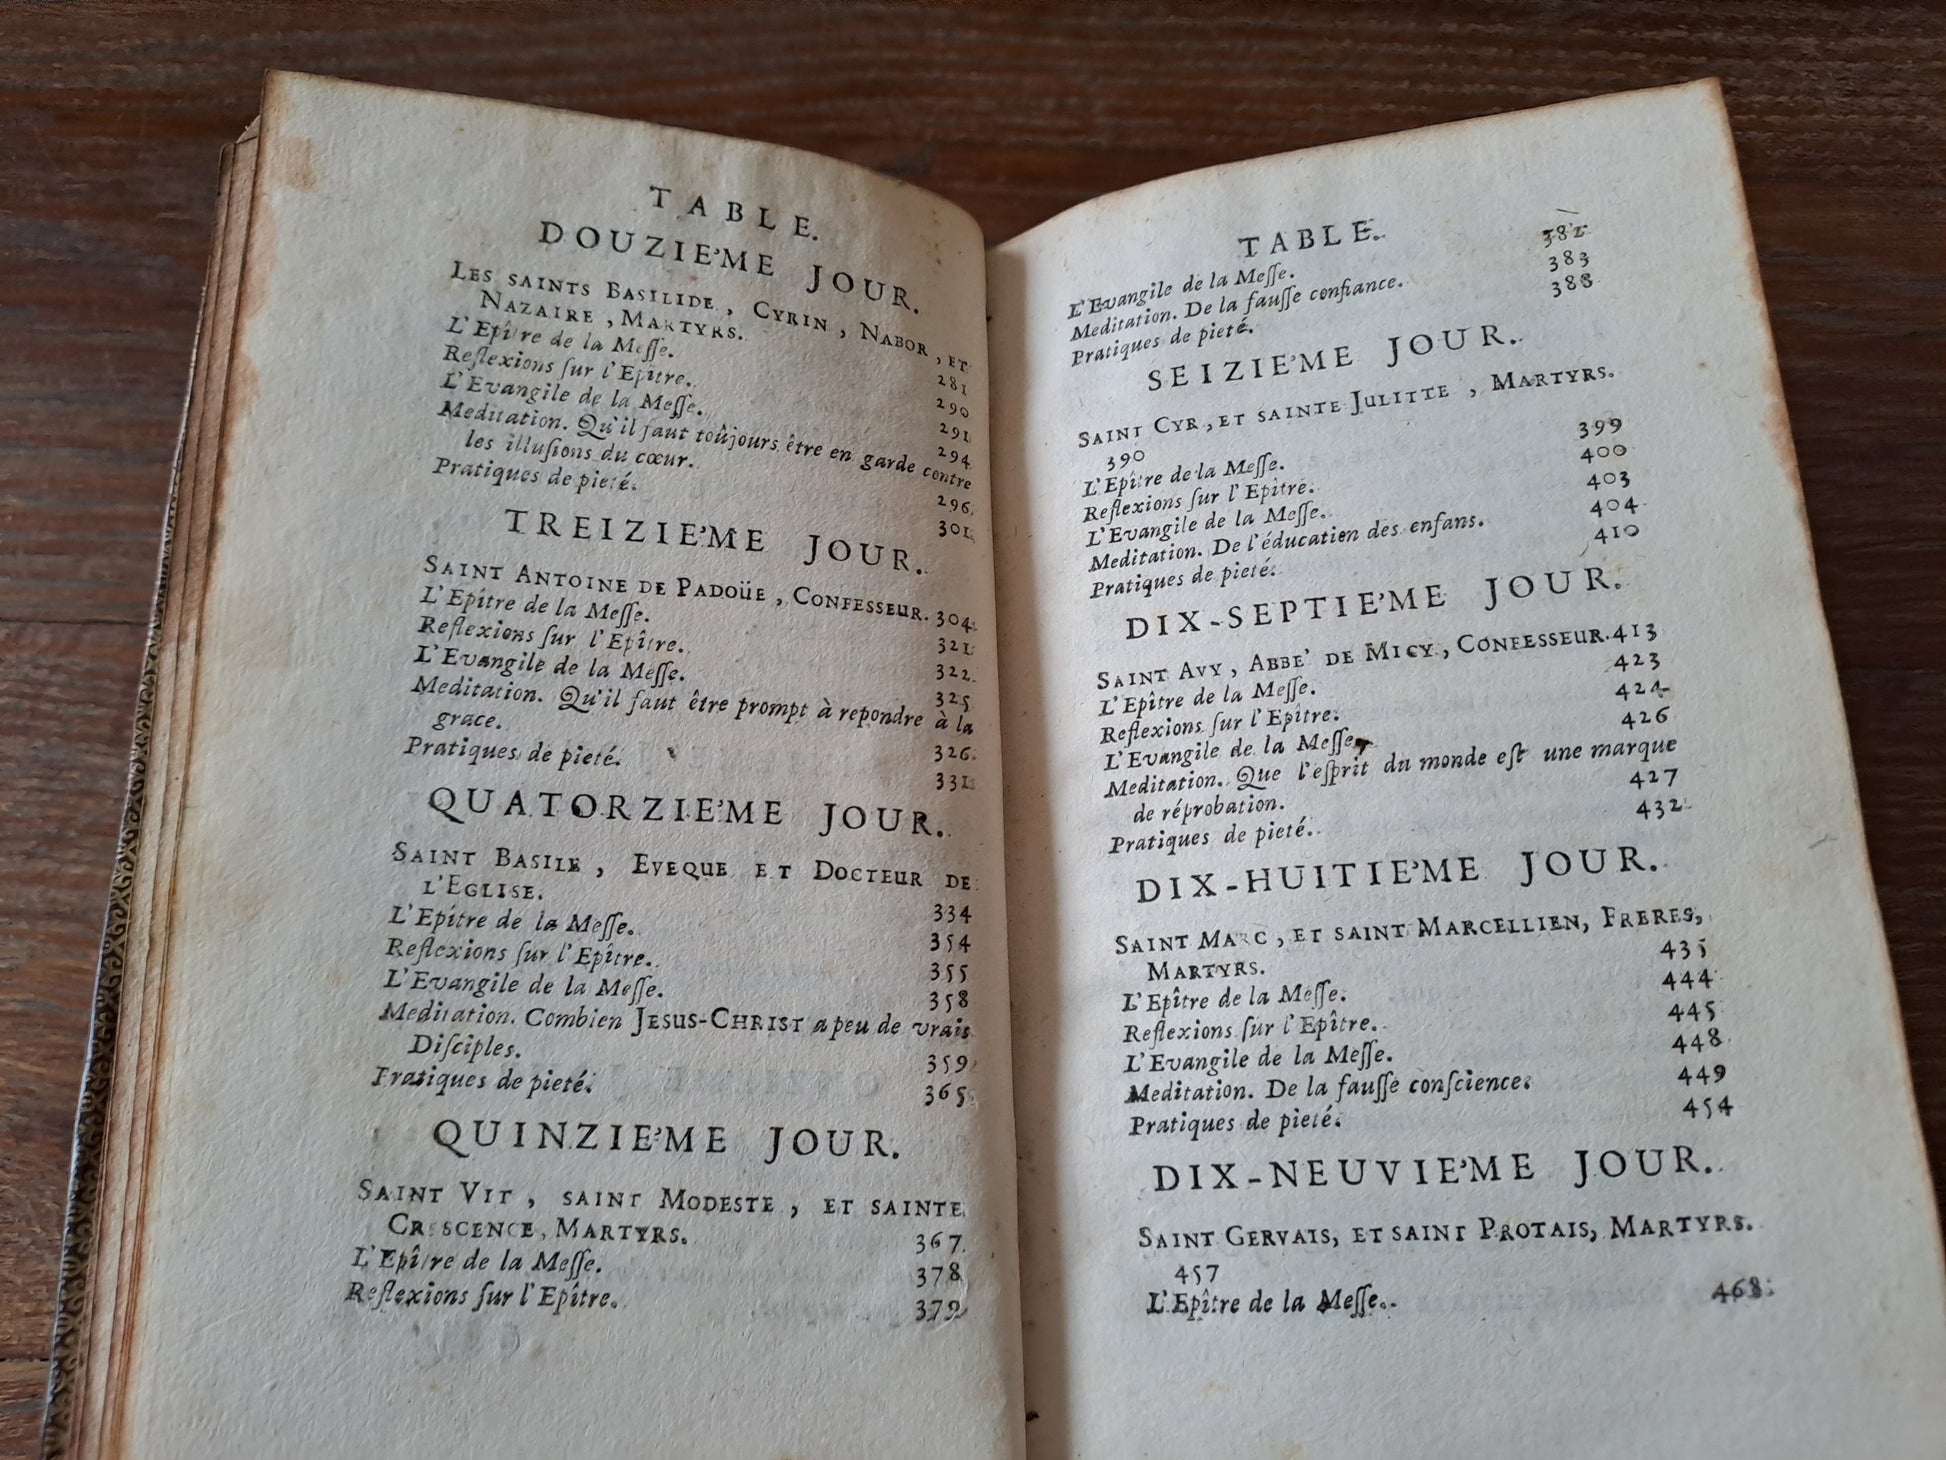 TABLE.
DOUZIE'ME JOUR.
LES SAINTS BASILIDE, CYRIN, NABOR, ET
NAZAIRE, MARTYRS. 281
L'Epître de la Messe. 290
Reflexions sur l'Epître. 291
L'Evangile de la Messe. 294
Meditation. Qu'il faut toûjours être en garde contre
les illusions du cœur. 296
Pratiques de pieté. 301
TREIZIE'ME JOUR.
SAINT ANTOINE DE PADOÜE, CONFESSEUR. 304
L'Epître de la Messe. 321
Reflexions sur l'Epître. 322
L'Evangile de la Messe. 325
Meditation. Qu'il faut être prompt à repondre à la
grace. 326
Pratiques de pieté. 331
QUATORZIE'ME JOUR.
SAINT BASILE, EVEQUE ET DOCTEUR DE
L'EGLISE. 334
L'Epître de la Messe. 354
Reflexions sur l'Epître. 355
L'Evangile de la Messe. 358
Meditation. Combien JESUS-CHRIST a peu de vrais
Disciples. 359
Pratiques de pieté. 365
QUINZIE'ME JOUR.
SAINT VIT, SAINT MODESTE, ET SAINTE
CRESCENCE, MARTYRS. 367
L'Epître de la Messe. 378
Reflexions sur l'Epître. 379
TABLE.
L'Evangile de la Messe.
Meditation. De la fausse confiance. 383
Pratiques de pieté. 388
SEIZIE'ME JOUR.
SAINT CYR, ET SAINTE JULITTE, MARTYRS.
390
L'Epître de la Messe. 399
Reflexions sur l'Epître. 400
L'Evangile de la Messe. 403
Meditation. De l'éducation des enfans. 404
Pratiques de pieté. 410
DIX-SEPTIE'ME JOUR.
SAINT AVY, ABBE' DE MICY, CONFESSEUR. 413
L'Epître de la Messe. 423
Reflexions sur l'Epître. 424
L'Evangile de la Messe. 426
Meditation. Que l'esprit du monde est une marque
de réprobation. 427
Pratiques de pieté. 432
DIX-HUITIE'ME JOUR.
SAINT MARC, ET SAINT MARCELLIEN, FRERES,
MARTYRS. 435
L'Epître de la Messe. 444
Reflexions sur l'Epître. 445
L'Evangile de la Messe. 448
Meditation. De la fausse conscience. 449
Pratiques de pieté. 454
DIX-NEUVIE'ME JOUR.
SAINT GERVAIS, ET SAINT PROTAIS, MARTYRS.
457
L'Epître de la Messe. 468